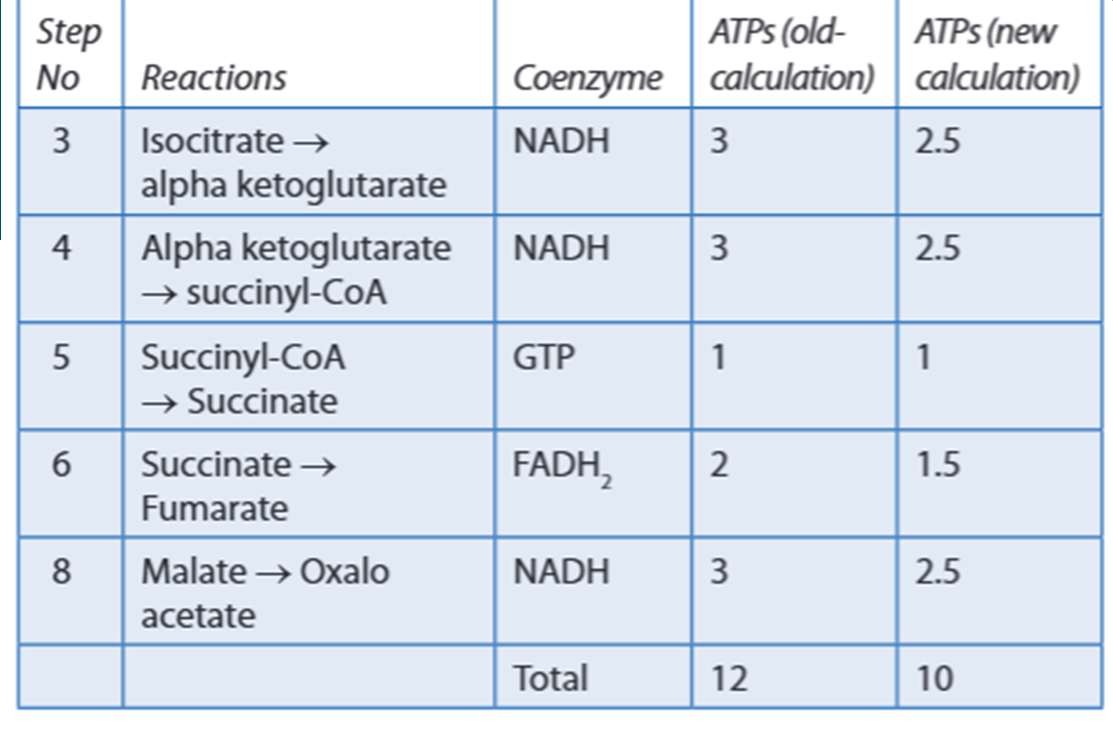 Step No | Reactions | Coenzyme | ATPs (old-calculation) | ATPs (new calculation)
3 | Isocitrate → alpha ketoglutarate | NADH | 3 | 2.5
4 | Alpha ketoglutarate → succinyl-CoA | NADH | 3 | 2.5
5 | Succinyl-CoA → Succinate | GTP | 1 | 1
6 | Succinate → Fumarate | FADH₂ | 2 | 1.5
8 | Malate → Oxalo acetate | NADH | 3 | 2.5
Total | 12 | 10